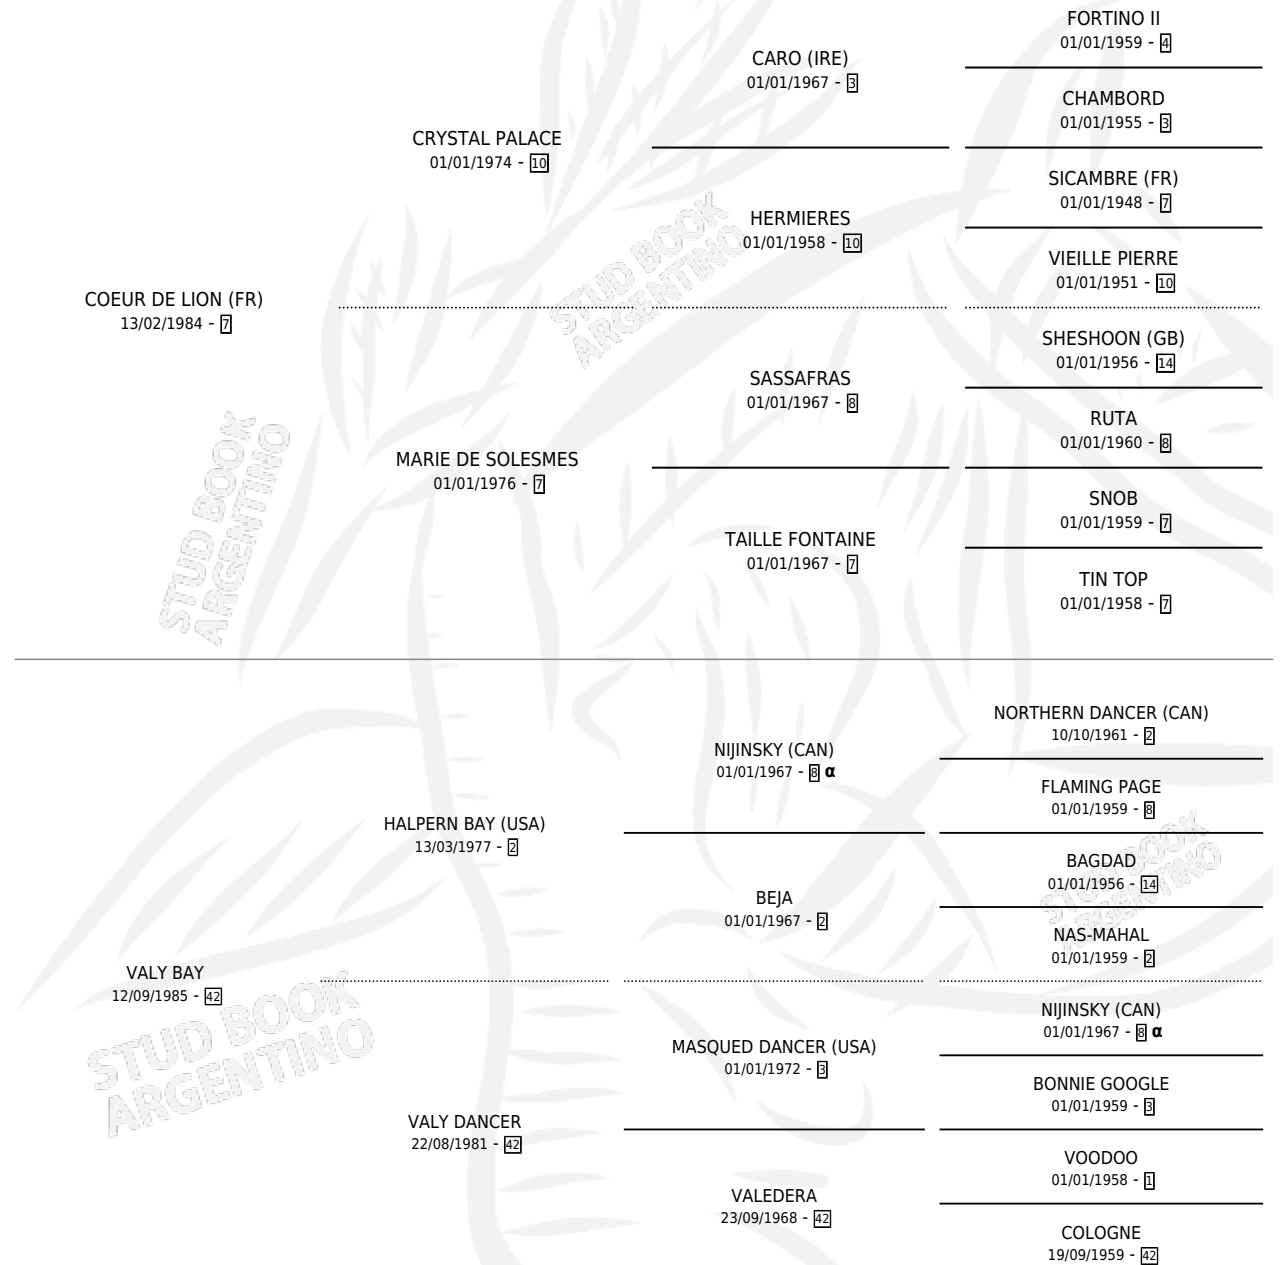 FORTINO II
01/01/1959 - 4
CARO (IRE)
01/01/1967 - 3
CHAMBORD
01/01/1955 - 3
CRYSTAL PALACE
01/01/1974 - 10
SICAMBRE (FR)
01/01/1948 - 7
HERMIERES
01/01/1958 - 10
VIEILLE PIERRE
01/01/1951 - 10
COEUR DE LION (FR)
13/02/1984 - 7
SHESHOON (GB)
01/01/1956 - 14
SASSAFRAS
01/01/1967 - 8
RUTA
01/01/1960 - 8
MARIE DE SOLESMES
01/01/1976 - 7
SNOB
01/01/1959 - 7
TAILLE FONTAINE
01/01/1967 - 7
TIN TOP
01/01/1958 - 7
NORTHERN DANCER (CAN)
10/10/1961 - 2
NIJINSKY (CAN)
01/01/1967 - 8 α
FLAMING PAGE
01/01/1959 - 8
HALPERN BAY (USA)
13/03/1977 - 2
BAGDAD
01/01/1956 - 14
BEJA
01/01/1967 - 2
NAS-MAHAL
01/01/1959 - 2
VALY BAY
12/09/1985 - 42
NIJINSKY (CAN)
01/01/1967 - 8 α
MASQUED DANCER (USA)
01/01/1972 - 3
BONNIE GOOGLE
01/01/1959 - 3
VALY DANCER
22/08/1981 - 42
VOODOO
01/01/1958 - 1
VALEDERA
23/09/1968 - 42
COLOGNE
19/09/1959 - 42
STUD BOOK
ARGENTINO
STUD BOOK
ARGENTINO
STUD BOOK
ARGENTINO
STUD BOOK
ARGENTINO